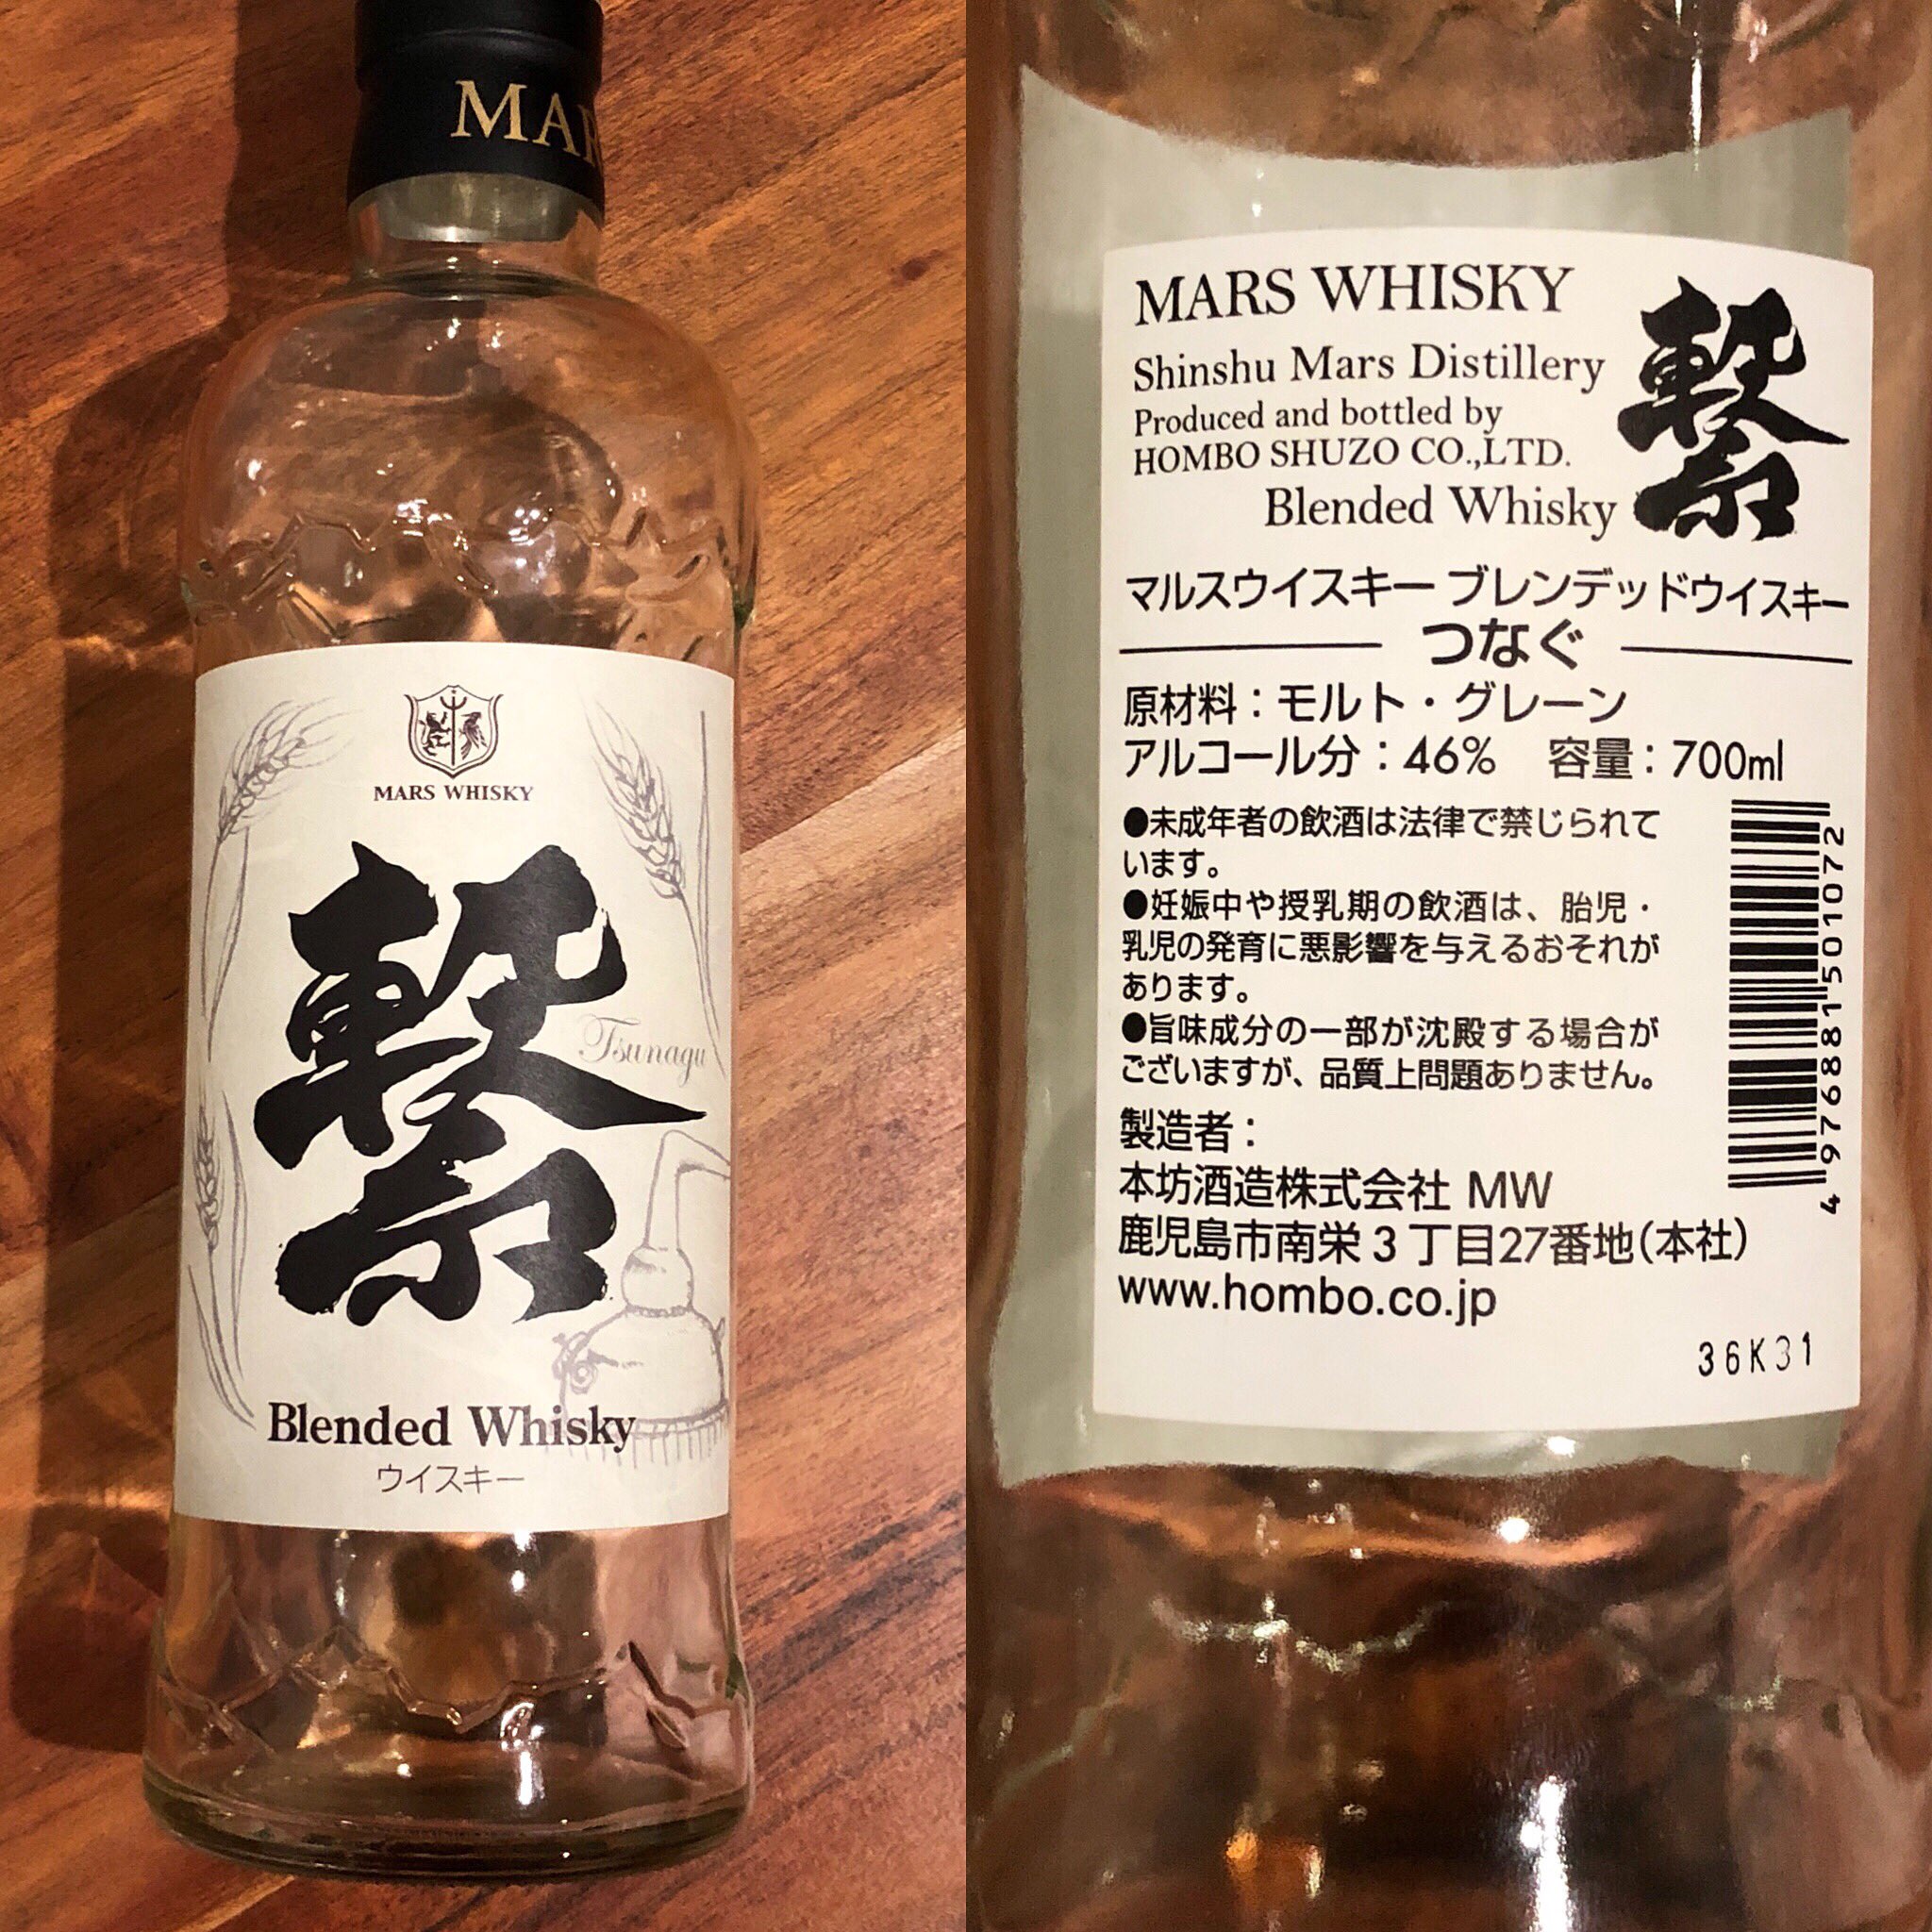 MAR
MARS WHISKY
繋
Tsunagu
Blended Whisky
ウイスキー
MARS WHISKY
Shinshu Mars Distillery
Produced and bottled by
HOMBO SHUZO CO.,LTD.
Blended Whisky
繋
マルスウイスキー ブレンデッドウイスキー
つなぐ
原材料：モルト・グレーン
アルコール分：46% 容量：700ml
●未成年者の飲酒は法律で禁じられて
います。
●妊娠中や授乳期の飲酒は、胎児・
乳児の発育に悪影響を与えるおそれが
あります。
●旨味成分の一部が沈殿する場合が
ございますが、品質上問題ありません。
製造者：
本坊酒造株式会社 MW
鹿児島市南栄3丁目27番地(本社)
www.hombo.co.jp
4976881501072
36K31